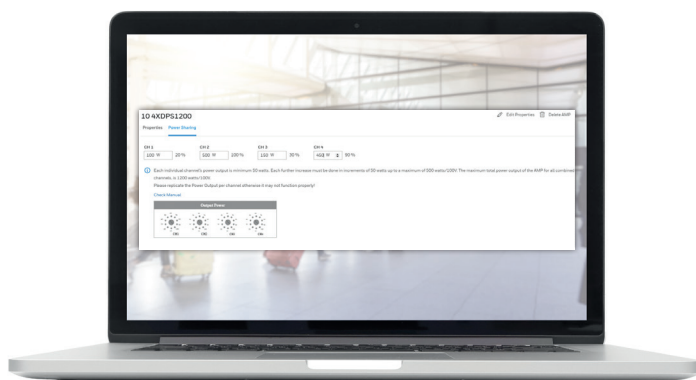 10 4XDPS1200
Edit Properties Delete AMP
Properties Power Sharing
CH 1 CH 2 CH 3 CH 4
100 W 20 % 500 W 100 % 150 W 30 % 450 W 90 %
Each individual channel's power output is minimum 50 watts. Each further increase must be done in increments of 50 watts up to a maximum of 500 watts/100V. The maximum total power output of the AMP for all combined
channels, is 1200 watts/100V.
Please replicate the Power Output per channel otherwise it may not function properly!
Check Manual
Output Power